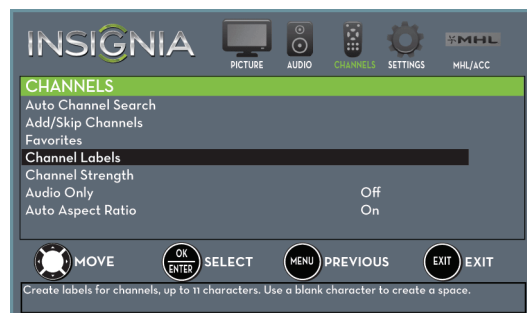 INSIGNIA
PICTURE AUDIO CHANNELS SETTINGS MHL MHL/ACC
CHANNELS
Auto Channel Search
Add/Skip Channels
Favorites
Channel Labels
Channel Strength
Audio Only Off
Auto Aspect Ratio On
MOVE OK ENTER SELECT MENU PREVIOUS EXIT EXIT
Create labels for channels, up to 11 characters. Use a blank character to create a space.